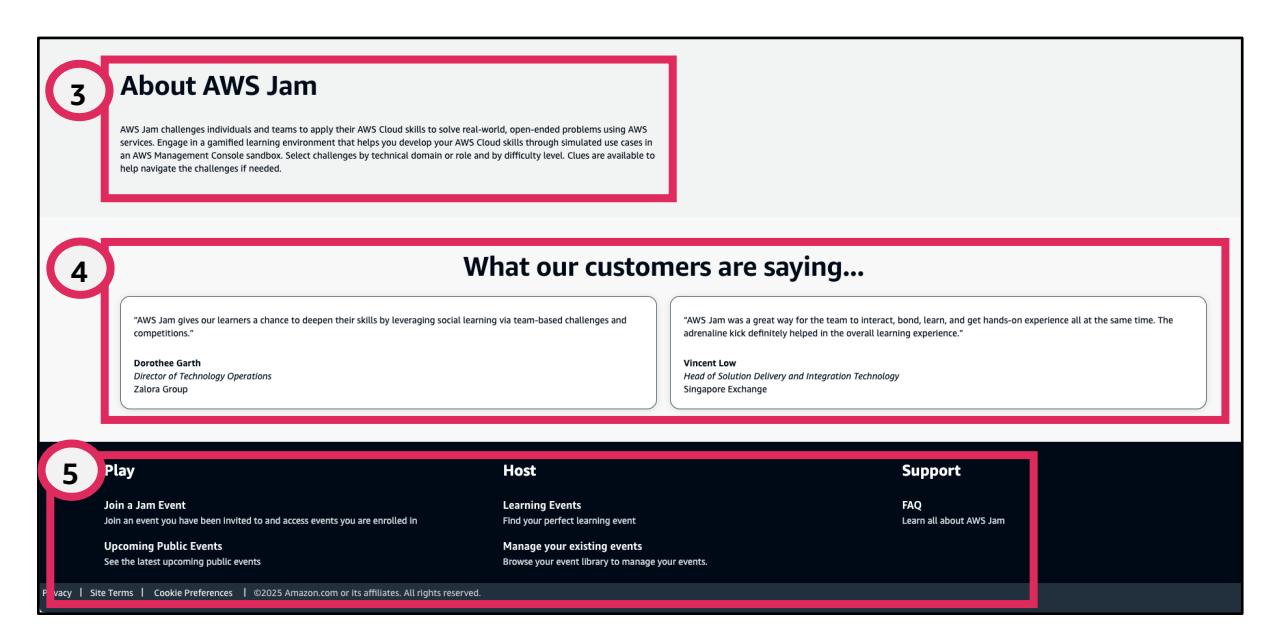 3
About AWS Jam
AWS Jam challenges individuals and teams to apply their AWS Cloud skills to solve real-world, open-ended problems using AWS
services. Engage in a gamified learning environment that helps you develop your AWS Cloud skills through simulated use cases in
an AWS Management Console sandbox. Select challenges by technical domain or role and by difficulty level. Clues are available to
help navigate the challenges if needed.
4
What our customers are saying...
"AWS Jam gives our learners a chance to deepen their skills by leveraging social learning via team-based challenges and
competitions."
Dorothee Garth
Director of Technology Operations
Zalora Group
"AWS Jam was a great way for the team to interact, bond, learn, and get hands-on experience all at the same time. The
adrenaline kick definitely helped in the overall learning experience."
Vincent Low
Head of Solution Delivery and Integration Technology
Singapore Exchange
5
Play
Join a Jam Event
Join an event you have been invited to and access events you are enrolled in
Upcoming Public Events
See the latest upcoming public events
Host
Learning Events
Find your perfect learning event
Manage your existing events
Browse your event library to manage your events.
Support
FAQ
Learn all about AWS Jam
Privacy | Site Terms | Cookie Preferences | ©2025 Amazon.com or its affiliates. All rights reserved.